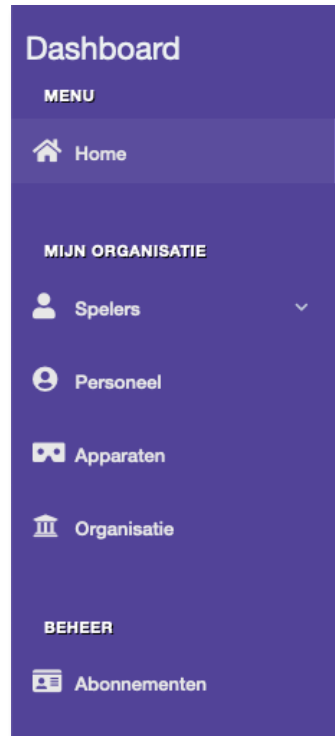 Dashboard
MENU
Home
MIJN ORGANISATIE
Spelers
Personeel
Apparaten
Organisatie
BEHEER
Abonnementen